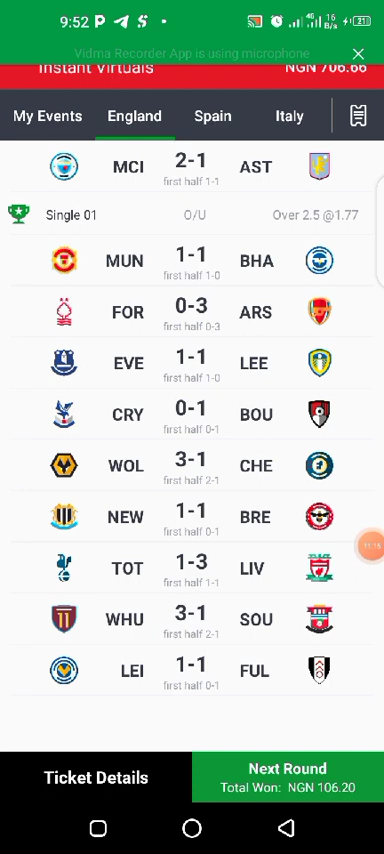 9:52 P
4G 16 B/s 21
Vidma Recorder App is using microphone
Instant Virtuals NGN 706.66
My Events England Spain Italy
MCI 2-1 AST
first half 1-1
Single 01 O/U Over 2.5 @1.77
MUN 1-1 BHA
first half 1-0
FOR 0-3 ARS
first half 0-3
EVE 1-1 LEE
first half 1-0
CRY 0-1 BOU
first half 0-1
WOL 3-1 CHE
first half 2-1
NEW 1-1 BRE
first half 0-1
11:15
TOT 1-3 LIV
first half 1-1
WHU 3-1 SOU
first half 2-1
LEI 1-1 FUL
first half 0-1
Ticket Details
Next Round
Total Won: NGN 106.20